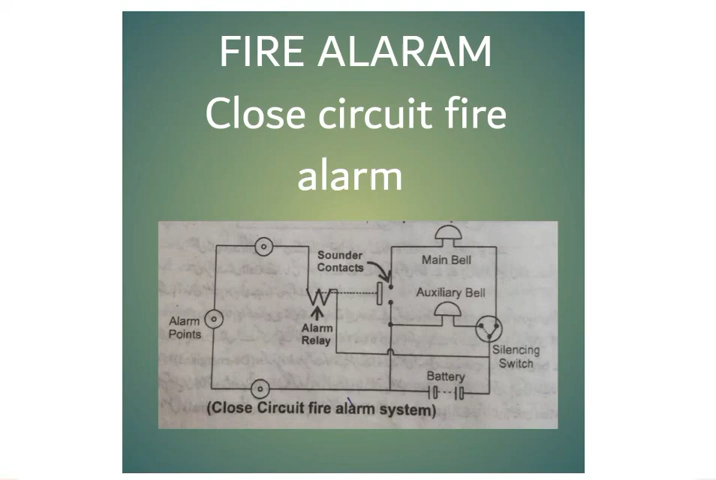 FIRE ALARAM
Close circuit fire
alarm
Sounder
Contacts
Main Bell
Auxiliary Bell
Alarm
Points
Alarm
Relay
Silencing
Switch
Battery
(Close Circuit fire alarm system)